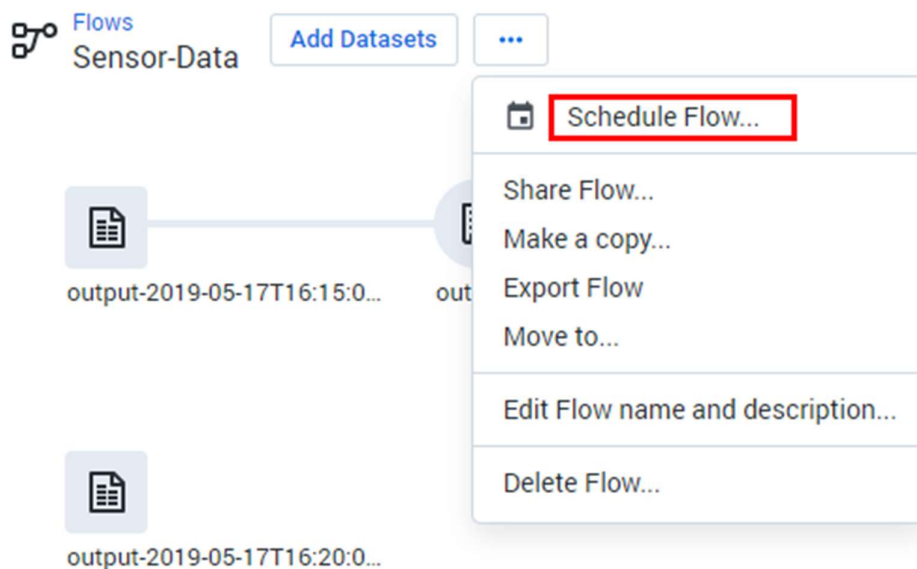 Flows
Sensor-Data
Add Datasets
...
Schedule Flow...
Share Flow...
Make a copy...
Export Flow
Move to...
Edit Flow name and description...
Delete Flow...
output-2019-05-17T16:15:0...
out
output-2019-05-17T16:20:0...